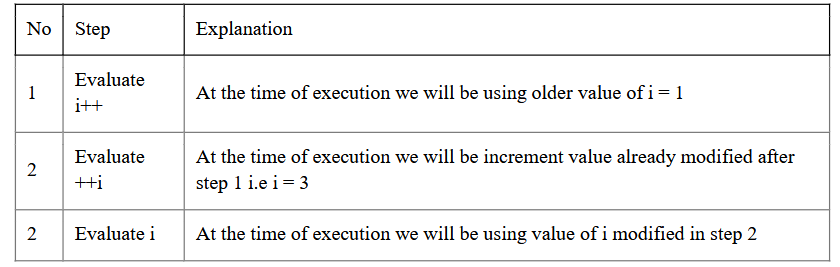 No Step Explanation
1 Evaluate i++ At the time of execution we will be using older value of i = 1
2 Evaluate ++i At the time of execution we will be increment value already modified after
step 1 i.e i = 3
2 Evaluate i At the time of execution we will be using value of i modified in step 2